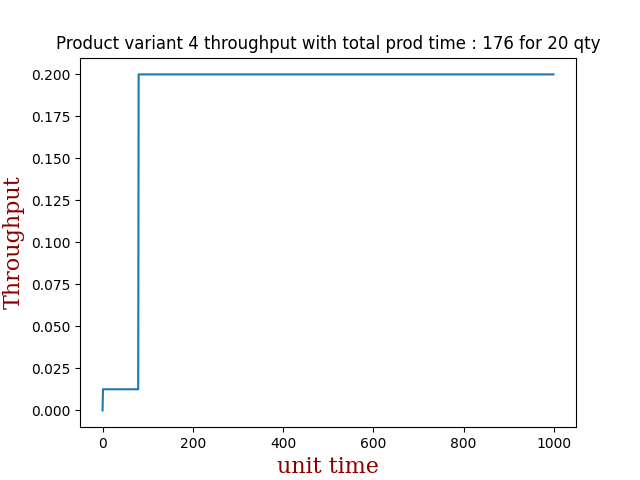 Product variant 4 throughput with total prod time : 176 for 20 qty
0.200
0.175
0.150
0.125
0.100
0.075
0.050
0.025
0.000
Throughput
0 200 400 600 800 1000
unit time